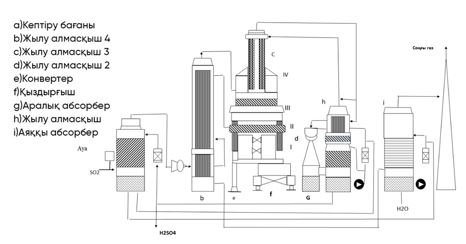 a)Кептіру бағаны
b)Жылу алмасқыш 4
c)Жылу алмасқыш 3
d)Жылу алмасқыш 2
e)Конвертер
f)Қыздырғыш
g)Аралық абсорбер
h)Жылу алмасқыш
i)Аяққы абсорбер
Соңғы газ
C
IV
III
II
I
h
i
d
Ауа
SO2
H2SO4
b
e
f
G
H2O